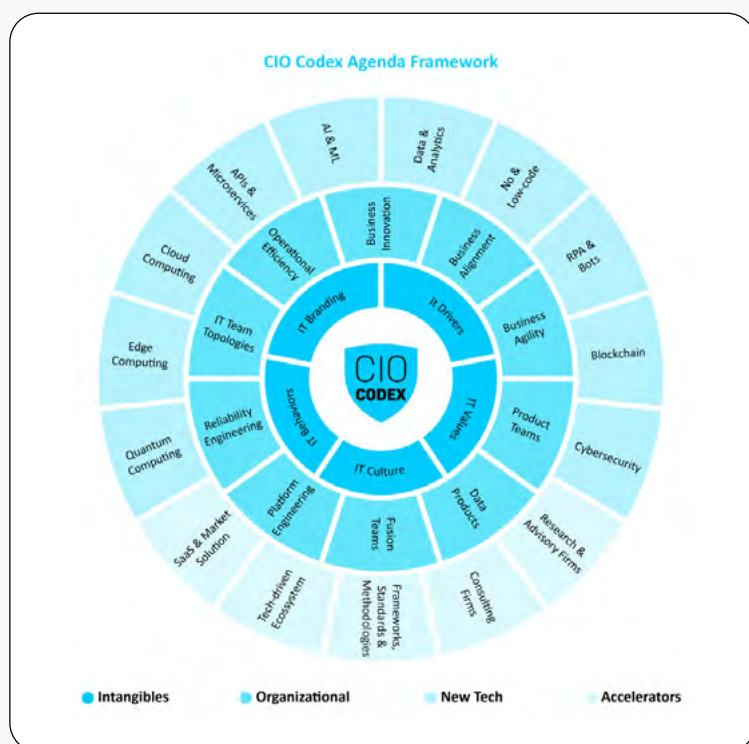 CIO Codex Agenda Framework
AI & ML
Data &
Analytics
No &
Low-code
RPA &
Bots
Blockchain
Cybersecurity
Research &
Advisory Firms
Consulting
Firms
Frameworks,
Standards &
Methodologies
Tech-driven
Ecosystem
SaaS & Market
Solution
Quantum
Computing
Edge
Computing
Cloud
Computing
APIs &
Microservices
Business
Innovation
Business
Alignment
Business
Agility
Product
Teams
Data
Products
Fusion
Teams
Platform
Engineering
Reliability
Engineering
IT Team
Topologies
Operational
Efficiency
IT Branding
It Drivers
IT Values
IT Culture
IT Behaviors
CIO
CODEX
Intangibles
Organizational
New Tech
Accelerators